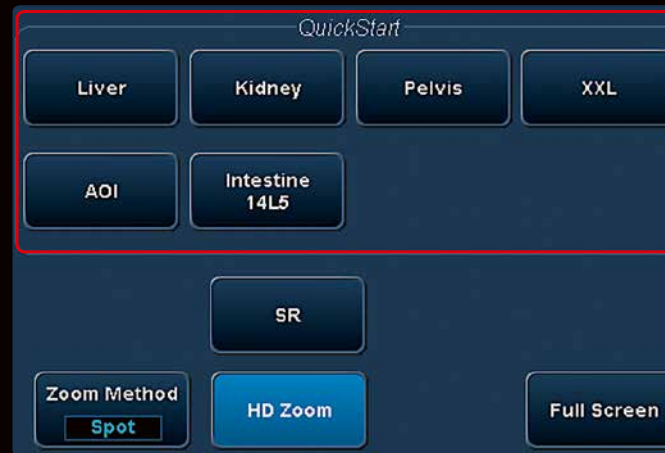 QuickStart
Liver
Kidney
Pelvis
XXL
AOI
Intestine
14L5
SR
Zoom Method
Spot
HD Zoom
Full Screen